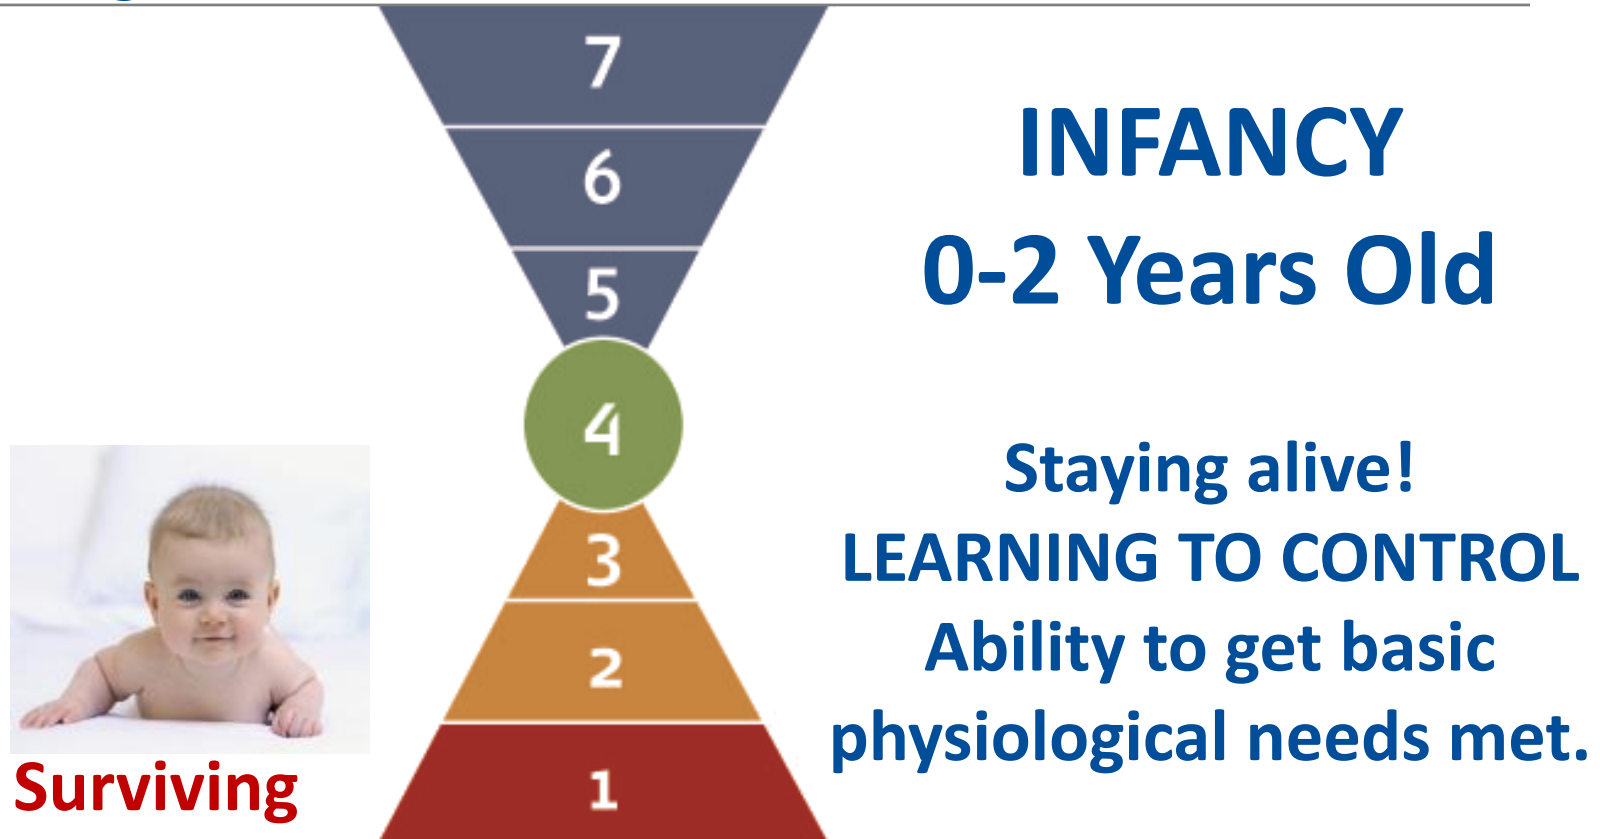 7
6
5
4
3
2
1
INFANCY
0-2 Years Old
Staying alive!
LEARNING TO CONTROL
Ability to get basic
physiological needs met.
Surviving